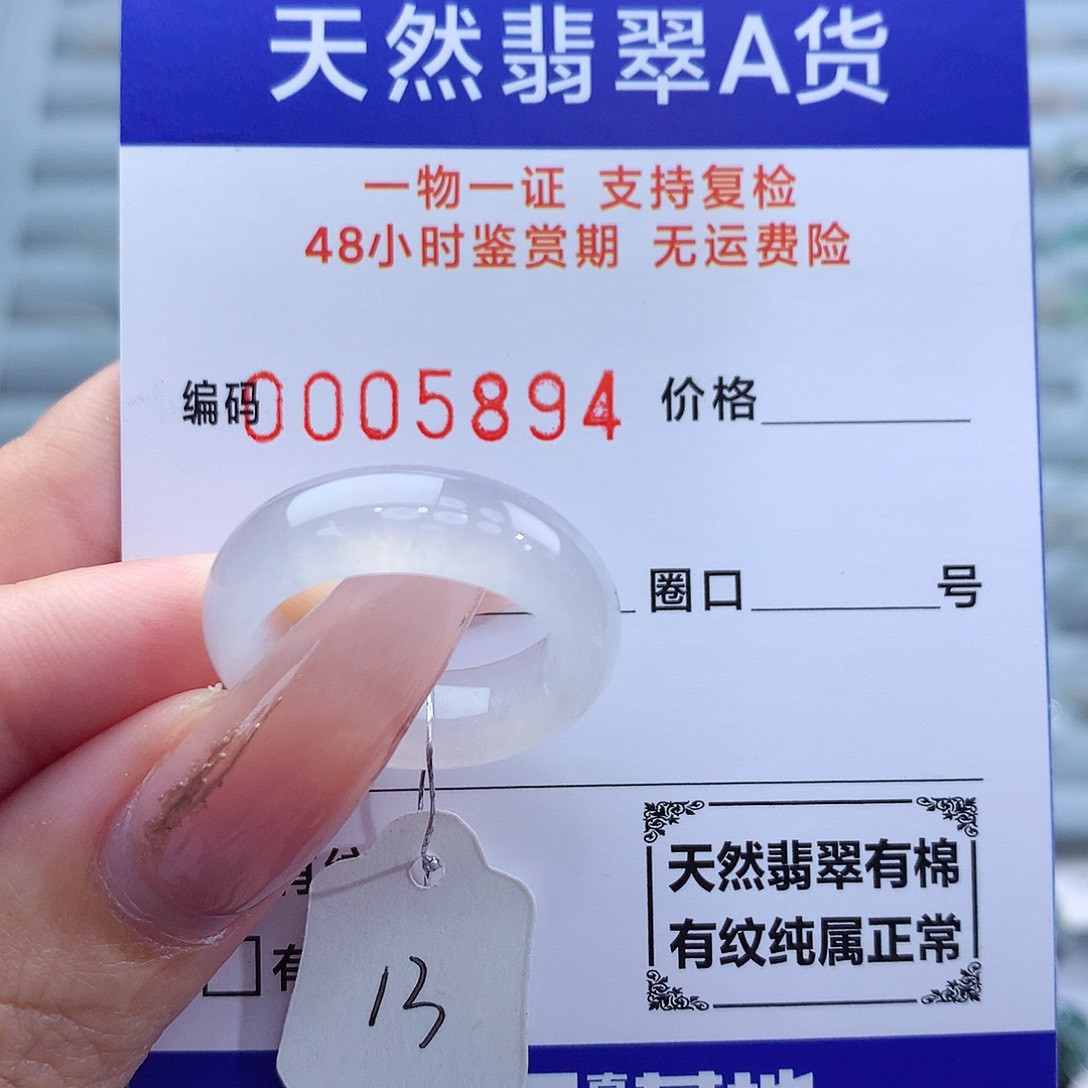 天然翡翠A货
一物一证 支持复检
48小时鉴赏期 无运费险
编码0005894 价格
圈口 号
天然翡翠有棉
有纹纯属正常
有
13